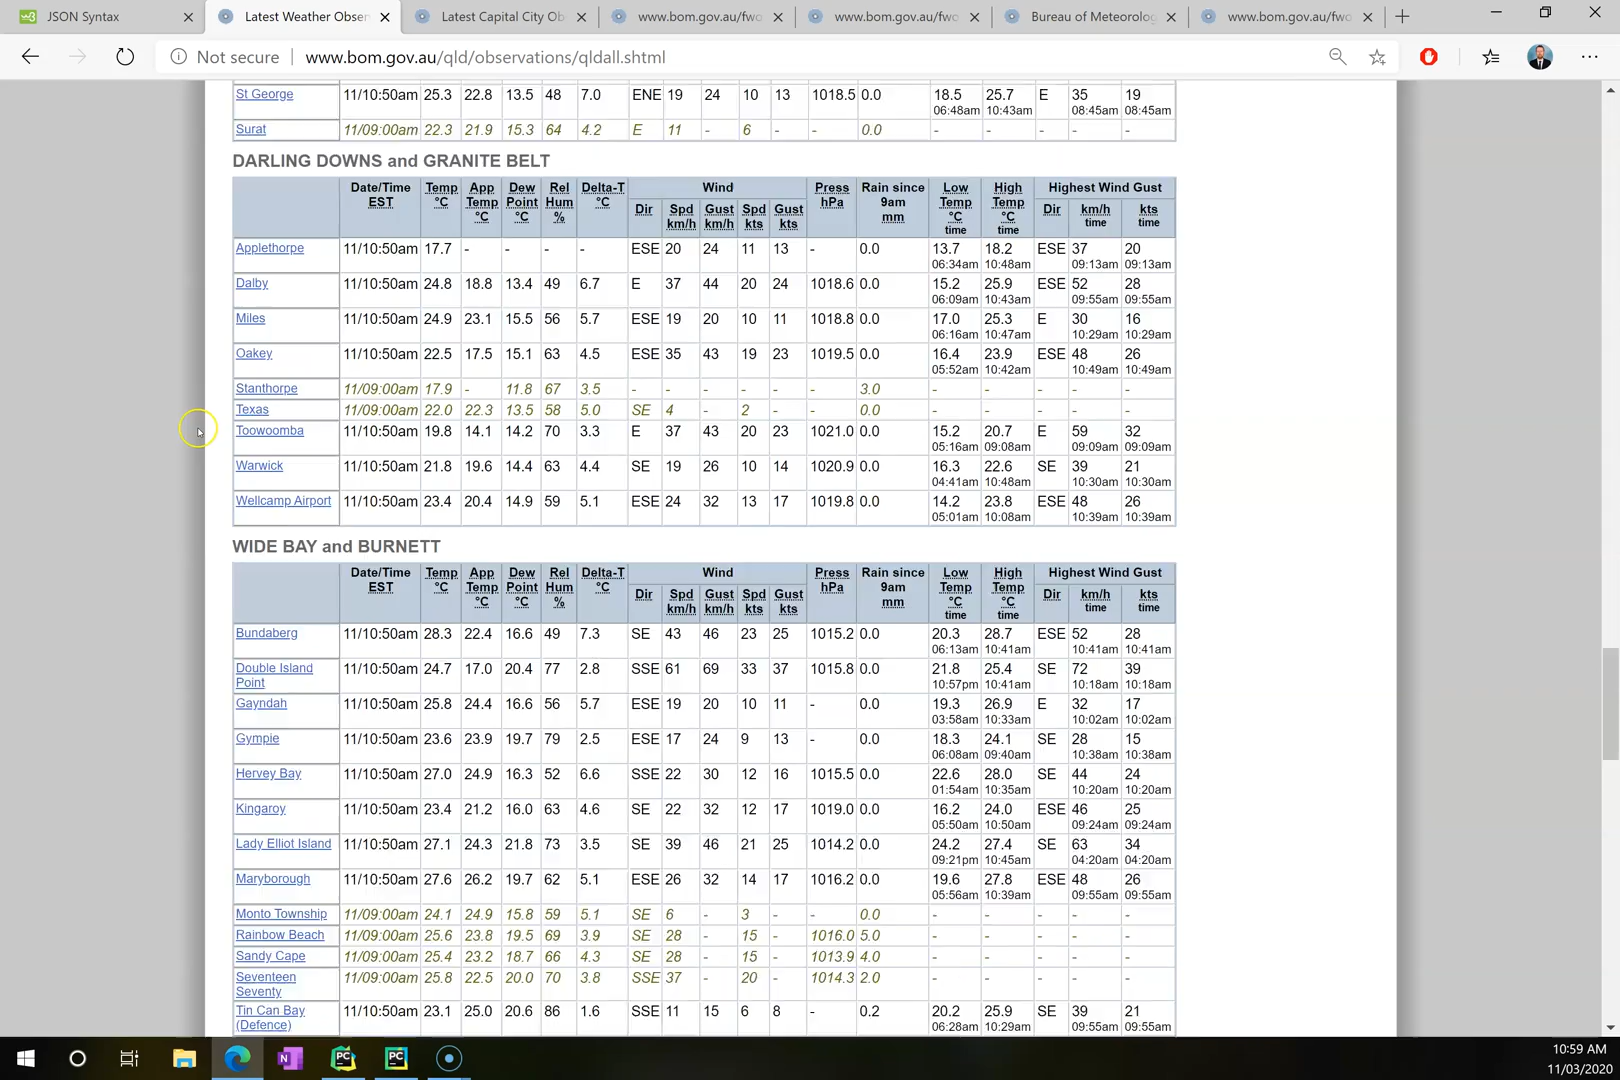 JSON Syntax
Latest Weather Obser
Latest Capital City Ob
www.bom.gov.au/fwo
www.bom.gov.au/fwo
Bureau of Meteorolog
www.bom.gov.au/fwo
Not secure www.bom.gov.au/qld/observations/qldall.shtml
St George 11/10:50am 25.3 22.8 13.5 48 7.0 ENE 19 24 10 13 1018.5 0.0 18.5 25.7 E 35 19
06:48am 10:43am 08:45am 08:45am
Surat 11/09:00am 22.3 21.9 15.3 64 4.2 E 11 - 6 - - 0.0 - - - - -
DARLING DOWNS and GRANITE BELT
Date/Time Temp App Dew Rel Delta-T Wind Press Rain since Low High Highest Wind Gust
EST °C Temp Point Hum °C hPa 9am Temp Temp
°C °C % Dir Spd Gust Spd Gust mm °C °C Dir km/h kts
km/h km/h kts kts time time time time
Applethorpe 11/10:50am 17.7 - - - - ESE 20 24 11 13 - 0.0 13.7 18.2 ESE 37 20
06:34am 10:48am 09:13am 09:13am
Dalby 11/10:50am 24.8 18.8 13.4 49 6.7 E 37 44 20 24 1018.6 0.0 15.2 25.9 ESE 52 28
06:09am 10:43am 09:55am 09:55am
Miles 11/10:50am 24.9 23.1 15.5 56 5.7 ESE 19 20 10 11 1018.8 0.0 17.0 25.3 E 30 16
06:16am 10:47am 10:29am 10:29am
Oakey 11/10:50am 22.5 17.5 15.1 63 4.5 ESE 35 43 19 23 1019.5 0.0 16.4 23.9 ESE 48 26
05:52am 10:42am 10:49am 10:49am
Stanthorpe 11/09:00am 17.9 - 11.8 67 3.5 - - - - - - 3.0 - - - - -
Texas 11/09:00am 22.0 22.3 13.5 58 5.0 SE 4 - 2 - - 0.0 - - - - -
Toowoomba 11/10:50am 19.8 14.1 14.2 70 3.3 E 37 43 20 23 1021.0 0.0 15.2 20.7 E 59 32
05:16am 09:08am 09:09am 09:09am
Warwick 11/10:50am 21.8 19.6 14.4 63 4.4 SE 19 26 10 14 1020.9 0.0 16.3 22.6 SE 39 21
04:41am 10:48am 10:30am 10:30am
Wellcamp Airport 11/10:50am 23.4 20.4 14.9 59 5.1 ESE 24 32 13 17 1019.8 0.0 14.2 23.8 ESE 48 26
05:01am 10:08am 10:39am 10:39am
WIDE BAY and BURNETT
Date/Time Temp App Dew Rel Delta-T Wind Press Rain since Low High Highest Wind Gust
EST °C Temp Point Hum °C hPa 9am Temp Temp
°C °C % Dir Spd Gust Spd Gust mm °C °C Dir km/h kts
km/h km/h kts kts time time time time
Bundaberg 11/10:50am 28.3 22.4 16.6 49 7.3 SE 43 46 23 25 1015.2 0.0 20.3 28.7 ESE 52 28
06:13am 10:41am 10:41am 10:41am
Double Island 11/10:50am 24.7 17.0 20.4 77 2.8 SSE 61 69 33 37 1015.8 0.0 21.8 25.4 SE 72 39
Point 10:57pm 10:41am 10:18am 10:18am
Gayndah 11/10:50am 25.8 24.4 16.6 56 5.7 ESE 19 20 10 11 - 0.0 19.3 26.9 E 32 17
03:58am 10:33am 10:02am 10:02am
Gympie 11/10:50am 23.6 23.9 19.7 79 2.5 ESE 17 24 9 13 - 0.0 18.3 24.1 SE 28 15
06:08am 09:40am 10:38am 10:38am
Hervey Bay 11/10:50am 27.0 24.9 16.3 52 6.6 SSE 22 30 12 16 1015.5 0.0 22.6 28.0 SE 44 24
01:54am 10:35am 10:20am 10:20am
Kingaroy 11/10:50am 23.4 21.2 16.0 63 4.6 SE 22 32 12 17 1019.0 0.0 16.2 24.0 ESE 46 25
05:50am 10:50am 09:24am 09:24am
Lady Elliot Island 11/10:50am 27.1 24.3 21.8 73 3.5 SE 39 46 21 25 1014.2 0.0 24.2 27.4 SE 63 34
09:21pm 10:45am 04:20am 04:20am
Maryborough 11/10:50am 27.6 26.2 19.7 62 5.1 ESE 26 32 14 17 1016.2 0.0 19.6 27.8 ESE 48 26
05:56am 10:39am 09:55am 09:55am
Monto Township 11/09:00am 24.1 24.9 15.8 59 5.1 SE 6 - 3 - - 0.0 - - - - -
Rainbow Beach 11/09:00am 25.6 23.8 19.5 69 3.9 SE 28 - 15 - 1016.0 5.0 - - - - -
Sandy Cape 11/09:00am 25.4 23.2 18.7 66 4.3 SE 28 - 15 - 1013.9 4.0 - - - - -
Seventeen 11/09:00am 25.8 22.5 20.0 70 3.8 SSE 37 - 20 - 1014.3 2.0 - - - - -
Seventy
Tin Can Bay 11/10:50am 23.1 25.0 20.6 86 1.6 SSE 11 15 6 8 - 0.2 20.2 25.9 SE 39 21
(Defence) 06:28am 10:29am 09:55am 09:55am
10:59 AM
11/03/2020